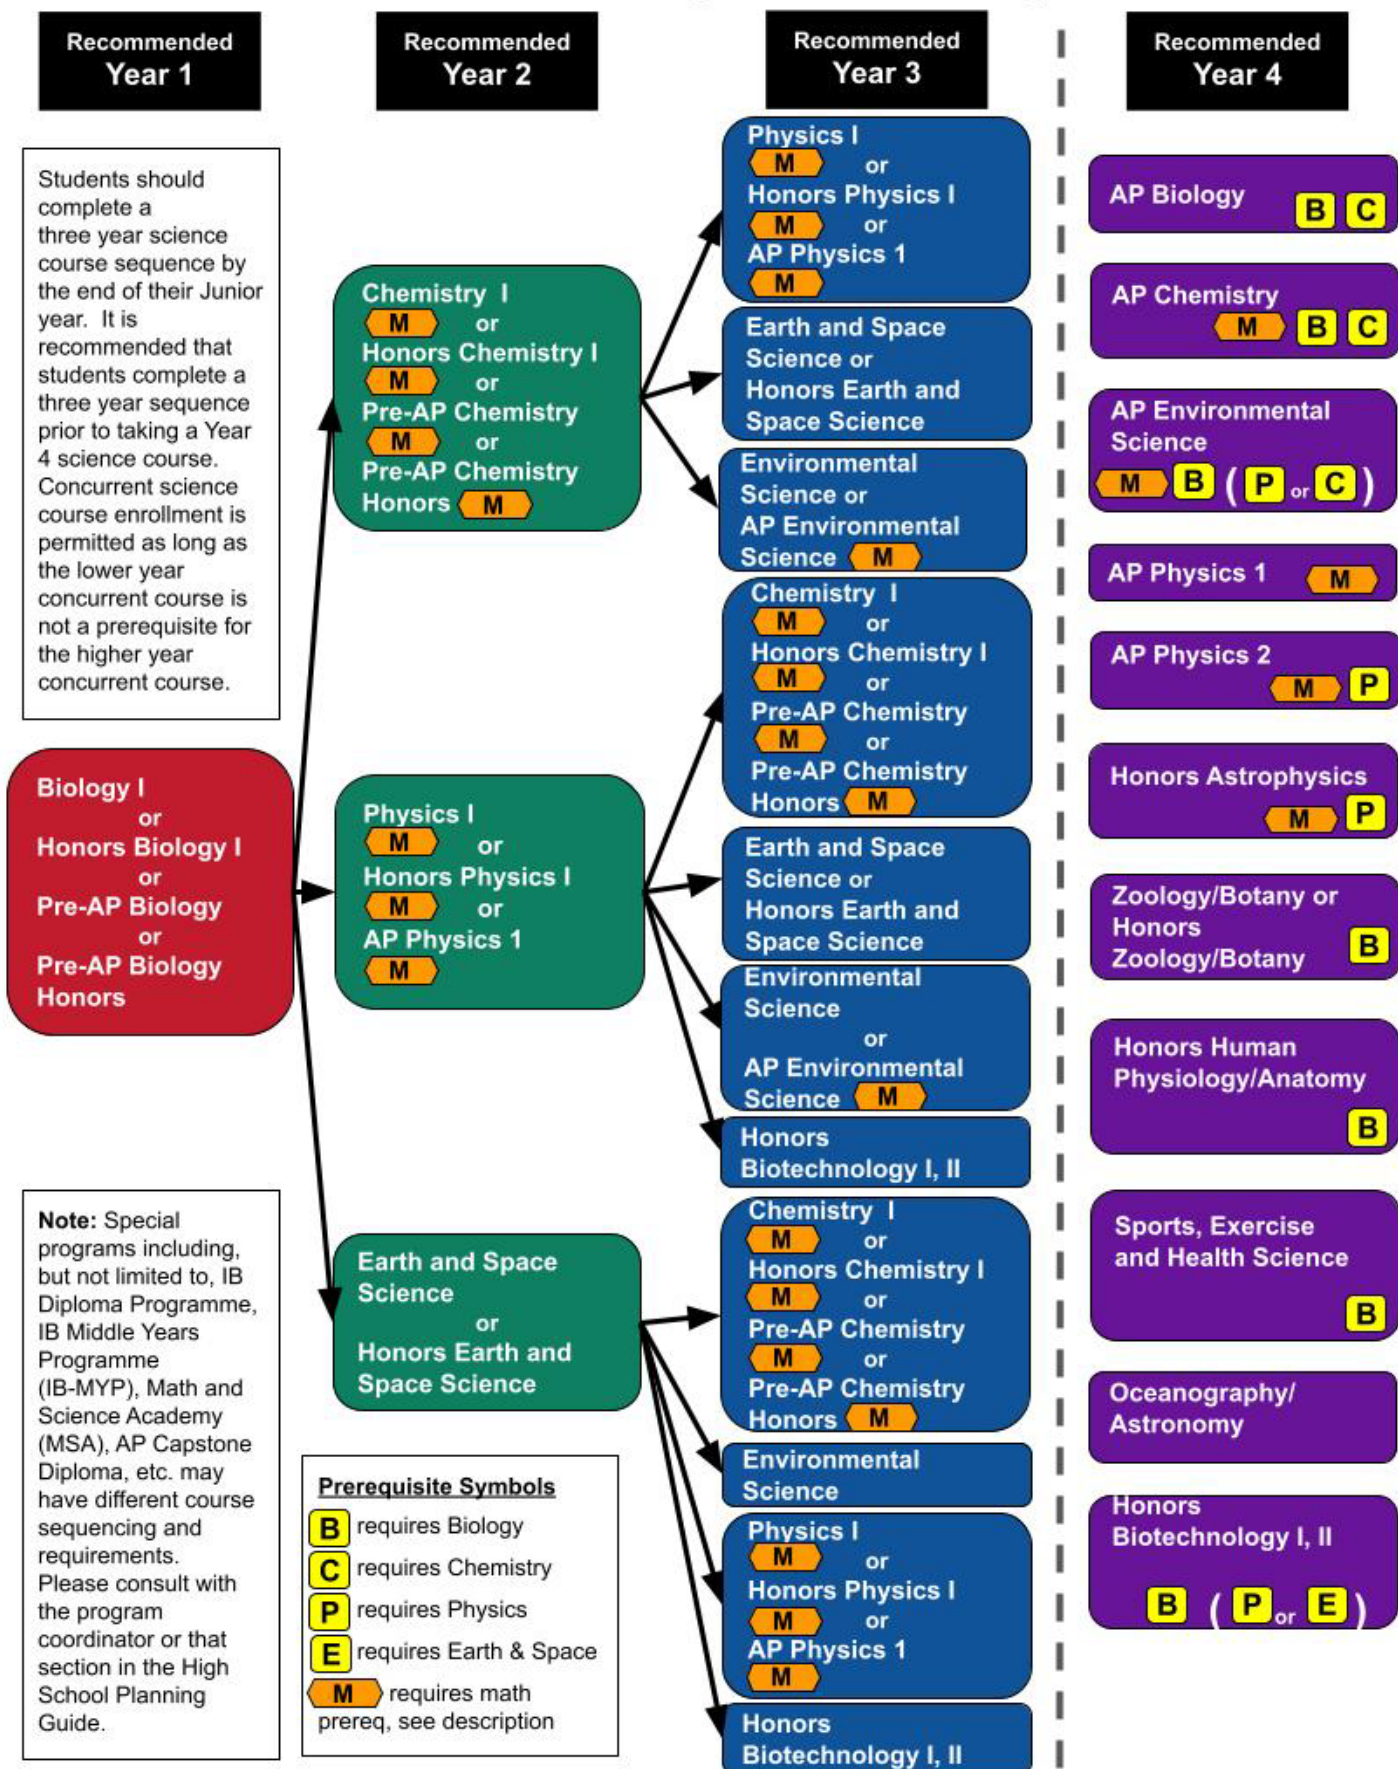 Recommended
Year 1
Recommended
Year 2
Recommended
Year 3
Recommended
Year 4
Students should
complete a
three year science
course sequence by
the end of their Junior
year. It is
recommended that
students complete a
three year sequence
prior to taking a Year
4 science course.
Concurrent science
course enrollment is
permitted as long as
the lower year
concurrent course is
not a prerequisite for
the higher year
concurrent course.
Biology I
or
Honors Biology I
or
Pre-AP Biology
or
Pre-AP Biology
Honors
Note: Special
programs including,
but not limited to, IB
Diploma Programme,
IB Middle Years
Programme
(IB-MYP), Math and
Science Academy
(MSA), AP Capstone
Diploma, etc. may
have different course
sequencing and
requirements.
Please consult with
the program
coordinator or that
section in the High
School Planning
Guide.
Chemistry I
M or
Honors Chemistry I
M or
Pre-AP Chemistry
M or
Pre-AP Chemistry
Honors M
Physics I
M or
Honors Physics I
M or
AP Physics 1
M
Earth and Space
Science
or
Honors Earth and
Space Science
Prerequisite Symbols
B requires Biology
C requires Chemistry
P requires Physics
E requires Earth & Space
M requires math
prereq, see description
Physics I
M or
Honors Physics I
M or
AP Physics 1
M
Earth and Space
Science or
Honors Earth and
Space Science
Environmental
Science or
AP Environmental
Science M
Chemistry I
M or
Honors Chemistry I
M or
Pre-AP Chemistry
M or
Pre-AP Chemistry
Honors M
Earth and Space
Science or
Honors Earth and
Space Science
Environmental
Science
or
AP Environmental
Science M
Honors
Biotechnology I, II
Chemistry I
M or
Honors Chemistry I
M or
Pre-AP Chemistry
M or
Pre-AP Chemistry
Honors M
Environmental
Science
Physics I
M or
Honors Physics I
M or
AP Physics 1
M
Honors
Biotechnology I, II
AP Biology
B C
AP Chemistry
M B C
AP Environmental
Science
M B ( P or C )
AP Physics 1 M
AP Physics 2
M P
Honors Astrophysics
M P
Zoology/Botany or
Honors
Zoology/Botany B
Honors Human
Physiology/Anatomy
B
Sports, Exercise
and Health Science
B
Oceanography/
Astronomy
Honors
Biotechnology I, II
B ( P or E )